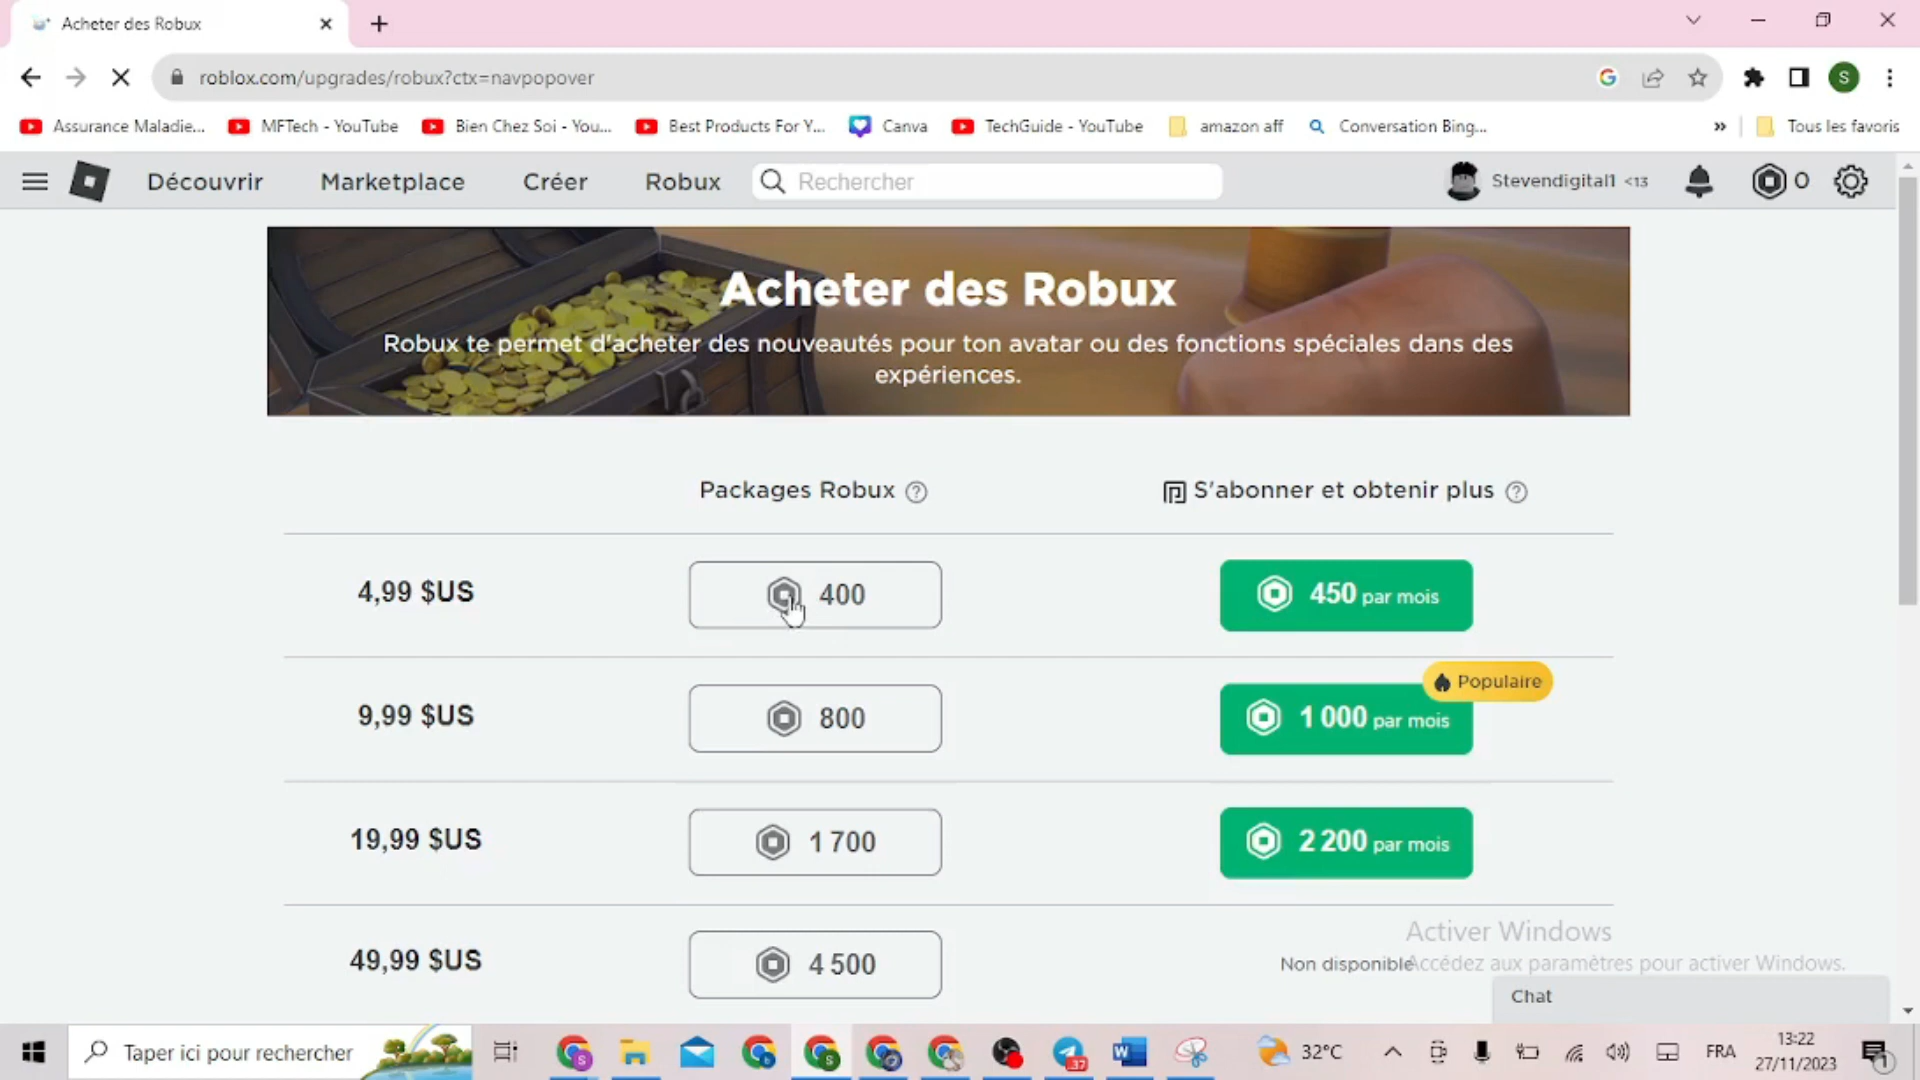 Acheter des Robux
roblox.com/upgrades/robux?ctx=navpopover
S
Assurance Maladie... MFTech - YouTube Bien Chez Soi - You... Best Products For Y... Canva TechGuide - YouTube amazon aff Conversation Bing... » Tous les favoris
Découvrir Marketplace Créer Robux Rechercher Stevendigital1 <13 0
Acheter des Robux
Robux te permet d'acheter des nouveautés pour ton avatar ou des fonctions spéciales dans des
expériences.
Packages Robux ? S'abonner et obtenir plus ?
4,99 $US 400 450 par mois
Populaire
9,99 $US 800 1 000 par mois
19,99 $US 1 700 2 200 par mois
Activer Windows
49,99 $US 4 500 Non disponible Accédez aux paramètres pour activer Windows.
Chat
Taper ici pour rechercher 37 32°C FRA 13:22
27/11/2023 1